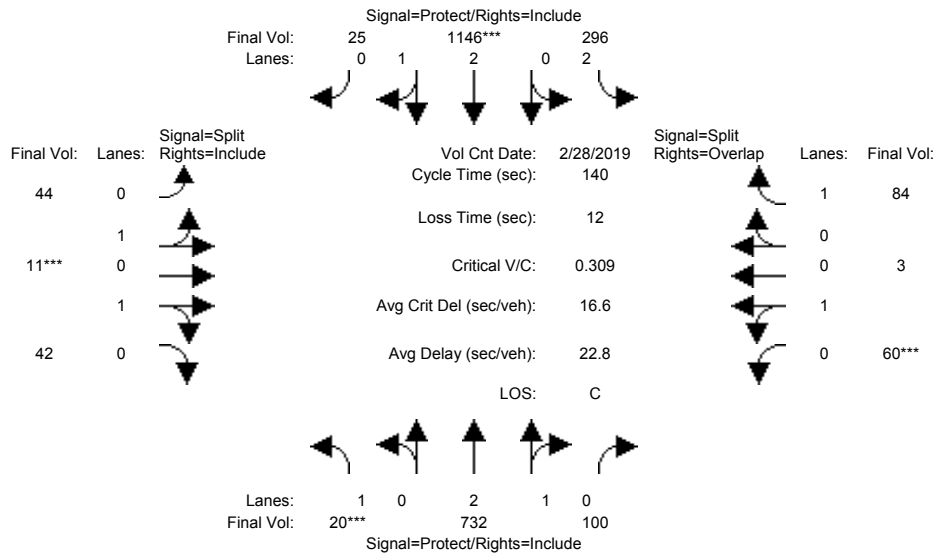 Signal=Protect/Rights=Include
Final Vol: 25 1146*** 296
Lanes: 0 1 2 0 2
Signal=Split
Final Vol: Lanes: Rights=Include
Vol Cnt Date: 2/28/2019
Signal=Split
Rights=Overlap Lanes: Final Vol:
Cycle Time (sec): 140
44 0
1 84
Loss Time (sec): 12
1
0
11*** 0
Critical V/C: 0.309
0 3
1
Avg Crit Del (sec/veh): 16.6
1
42 0
Avg Delay (sec/veh): 22.8
0 60***
LOS: C
Lanes: 1 0 2 1 0
Final Vol: 20*** 732 100
Signal=Protect/Rights=Include